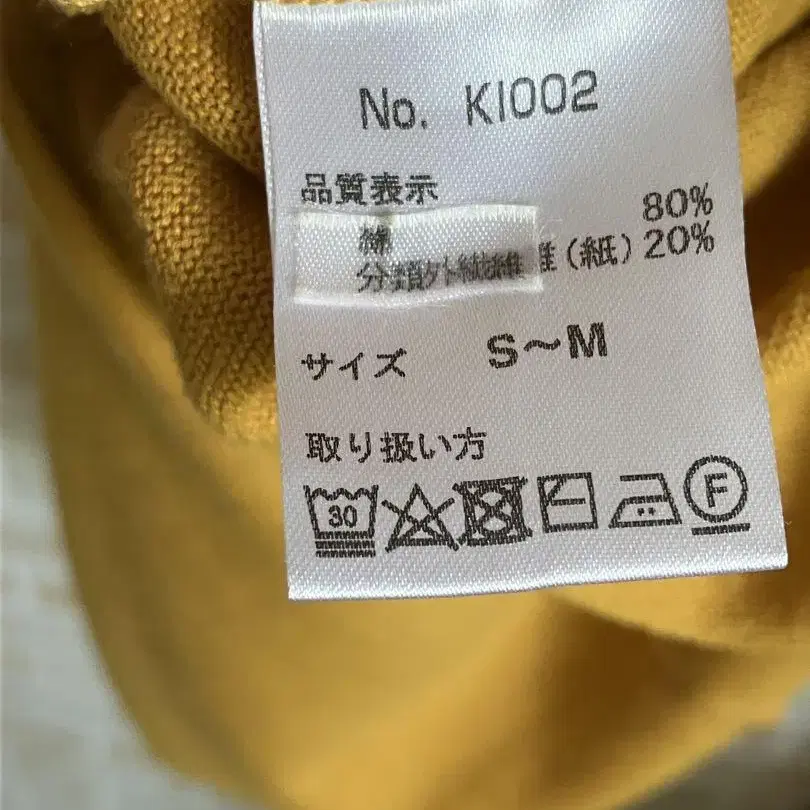 No. K1002
品質表示
綿 80%
分類外繊維(紙) 20%
サイズ S～M
取り扱い方
30
F